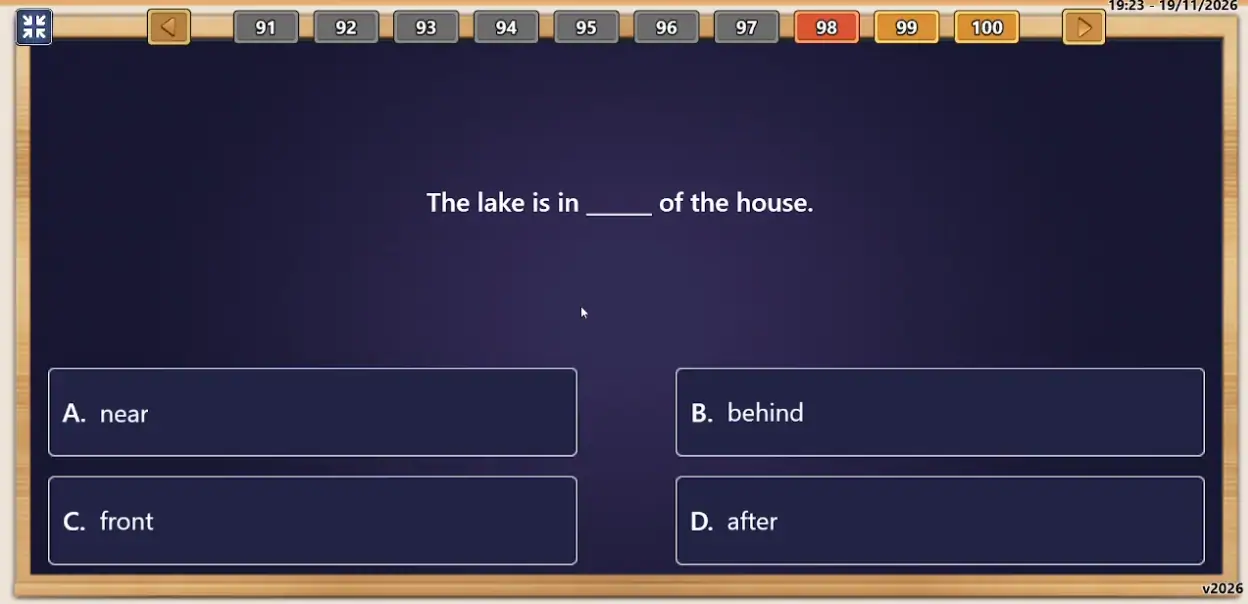 19:23 - 19/11/2026
91 92 93 94 95 96 97 98 99 100
The lake is in _____ of the house.
A. near
B. behind
C. front
D. after
v2026